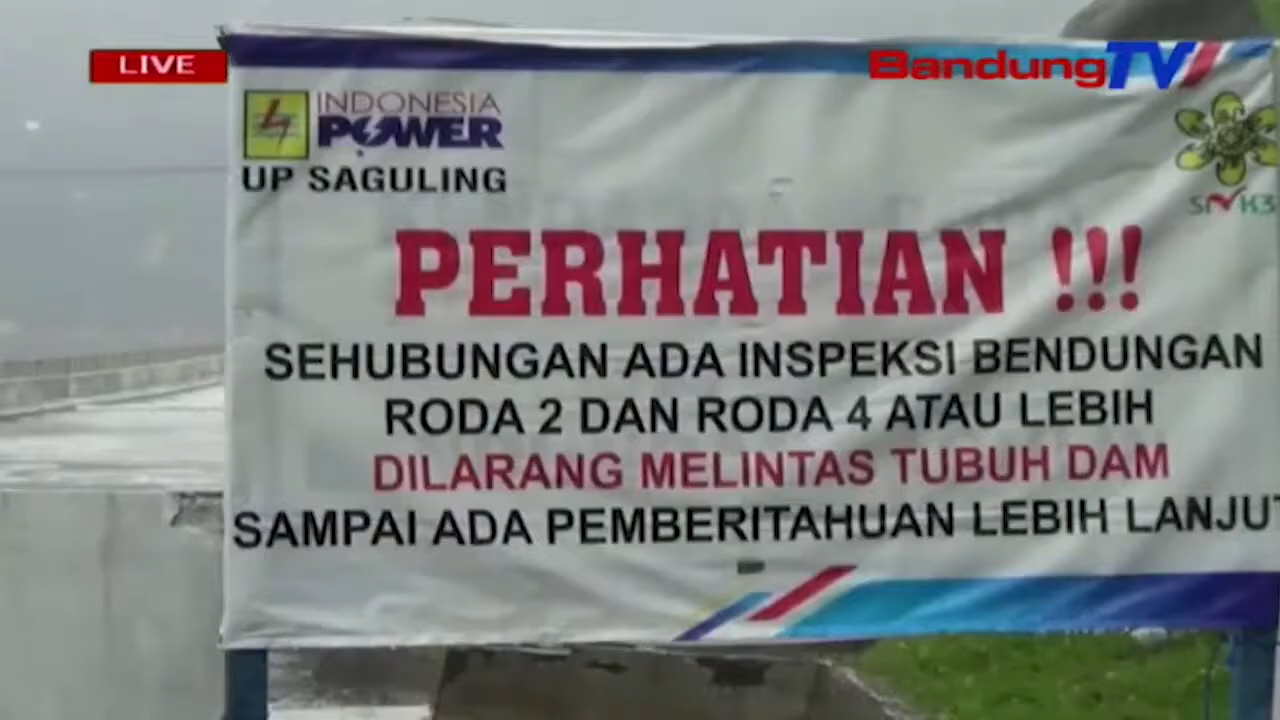 LIVE
BandungTV
INDONESIA
POWER
UP SAGULING
PERHATIAN !!!
SEHUBUNGAN ADA INSPEKSI BENDUNGAN
RODA 2 DAN RODA 4 ATAU LEBIH
DILARANG MELINTAS TUBUH DAM
SAMPAI ADA PEMBERITAHUAN LEBIH LANJUT